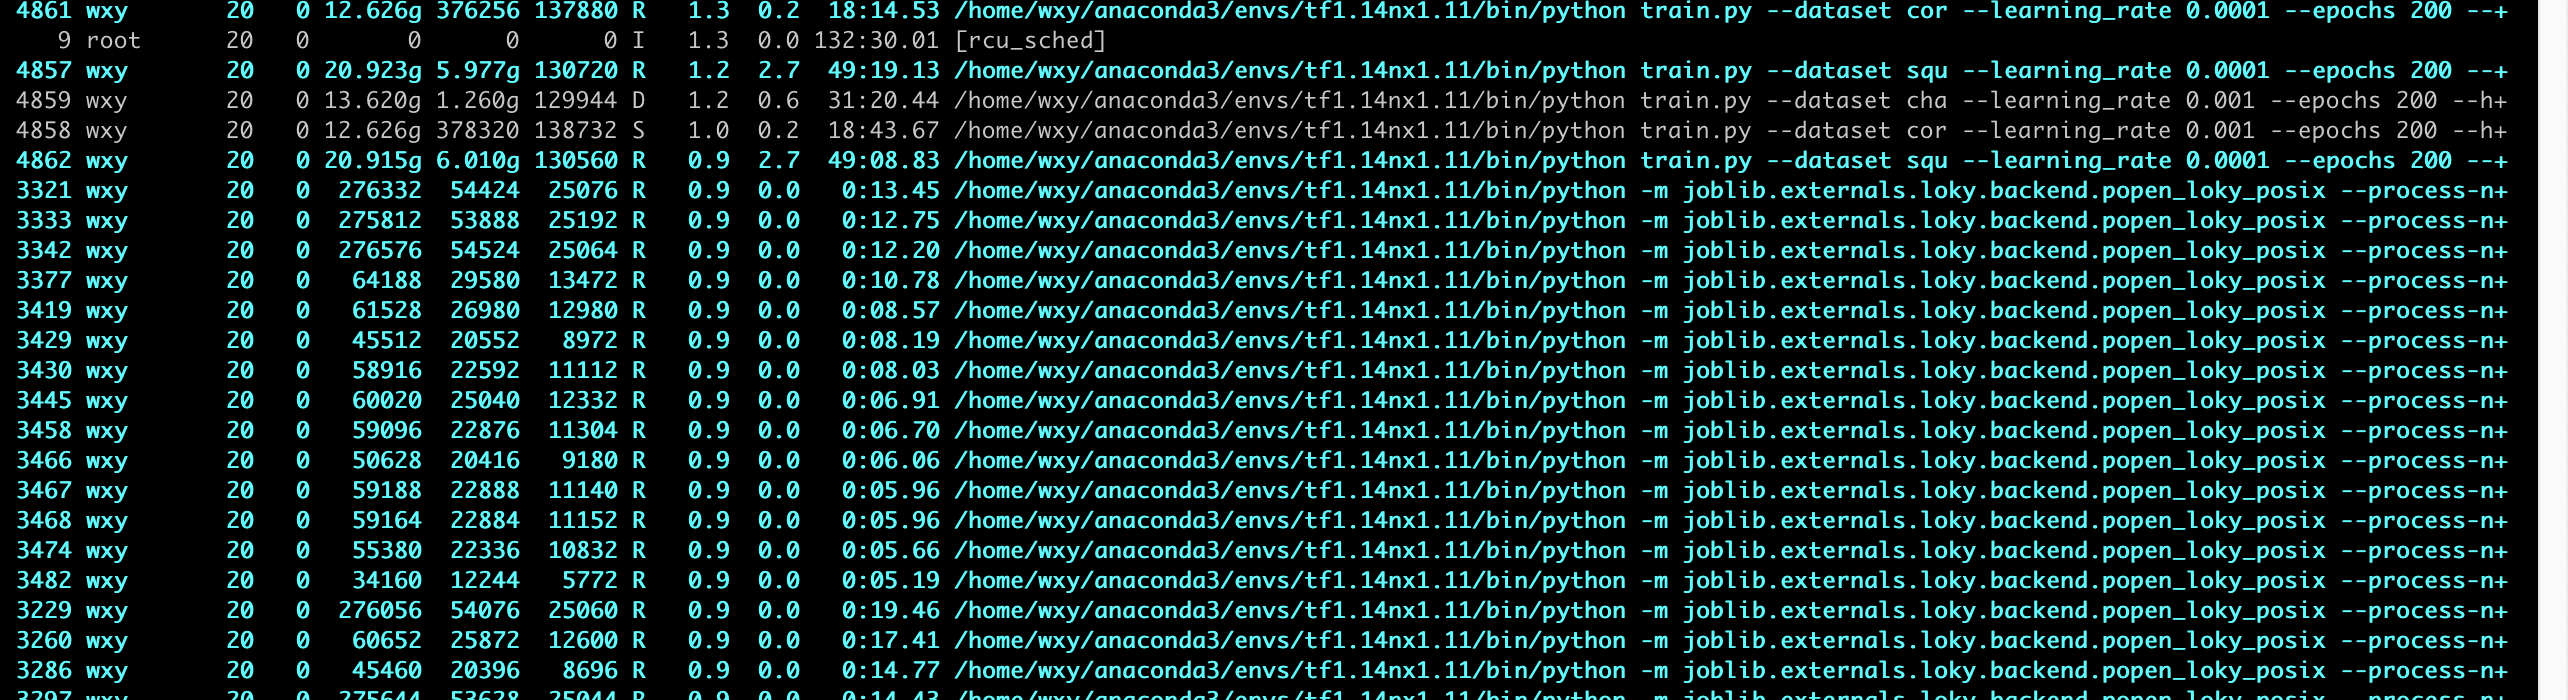 4861 wxy 20 0 12.626g 376256 137880 R 1.3 0.2 18:14.53 /home/wxy/anaconda3/envs/tf1.14nx1.11/bin/python train.py --dataset cor --learning_rate 0.0001 --epochs 200 --+
9 root 20 0 0 0 0 I 1.3 0.0 132:30.01 [rcu_sched]
4857 wxy 20 0 20.923g 5.977g 130720 R 1.2 2.7 49:19.13 /home/wxy/anaconda3/envs/tf1.14nx1.11/bin/python train.py --dataset squ --learning_rate 0.0001 --epochs 200 --+
4859 wxy 20 0 13.620g 1.260g 129944 D 1.2 0.6 31:20.44 /home/wxy/anaconda3/envs/tf1.14nx1.11/bin/python train.py --dataset cha --learning_rate 0.001 --epochs 200 --h+
4858 wxy 20 0 12.626g 378320 138732 S 1.0 0.2 18:43.67 /home/wxy/anaconda3/envs/tf1.14nx1.11/bin/python train.py --dataset cor --learning_rate 0.001 --epochs 200 --h+
4862 wxy 20 0 20.915g 6.010g 130560 R 0.9 2.7 49:08.83 /home/wxy/anaconda3/envs/tf1.14nx1.11/bin/python train.py --dataset squ --learning_rate 0.0001 --epochs 200 --+
3321 wxy 20 0 276332 54424 25076 R 0.9 0.0 0:13.45 /home/wxy/anaconda3/envs/tf1.14nx1.11/bin/python -m joblib.externals.loky.backend.popen_loky_posix --process-n+
3333 wxy 20 0 275812 53888 25192 R 0.9 0.0 0:12.75 /home/wxy/anaconda3/envs/tf1.14nx1.11/bin/python -m joblib.externals.loky.backend.popen_loky_posix --process-n+
3342 wxy 20 0 276576 54524 25064 R 0.9 0.0 0:12.20 /home/wxy/anaconda3/envs/tf1.14nx1.11/bin/python -m joblib.externals.loky.backend.popen_loky_posix --process-n+
3377 wxy 20 0 64188 29580 13472 R 0.9 0.0 0:10.78 /home/wxy/anaconda3/envs/tf1.14nx1.11/bin/python -m joblib.externals.loky.backend.popen_loky_posix --process-n+
3419 wxy 20 0 61528 26980 12980 R 0.9 0.0 0:08.57 /home/wxy/anaconda3/envs/tf1.14nx1.11/bin/python -m joblib.externals.loky.backend.popen_loky_posix --process-n+
3429 wxy 20 0 45512 20552 8972 R 0.9 0.0 0:08.19 /home/wxy/anaconda3/envs/tf1.14nx1.11/bin/python -m joblib.externals.loky.backend.popen_loky_posix --process-n+
3430 wxy 20 0 58916 22592 11112 R 0.9 0.0 0:08.03 /home/wxy/anaconda3/envs/tf1.14nx1.11/bin/python -m joblib.externals.loky.backend.popen_loky_posix --process-n+
3445 wxy 20 0 60020 25040 12332 R 0.9 0.0 0:06.91 /home/wxy/anaconda3/envs/tf1.14nx1.11/bin/python -m joblib.externals.loky.backend.popen_loky_posix --process-n+
3458 wxy 20 0 59096 22876 11304 R 0.9 0.0 0:06.70 /home/wxy/anaconda3/envs/tf1.14nx1.11/bin/python -m joblib.externals.loky.backend.popen_loky_posix --process-n+
3466 wxy 20 0 50628 20416 9180 R 0.9 0.0 0:06.06 /home/wxy/anaconda3/envs/tf1.14nx1.11/bin/python -m joblib.externals.loky.backend.popen_loky_posix --process-n+
3467 wxy 20 0 59188 22888 11140 R 0.9 0.0 0:05.96 /home/wxy/anaconda3/envs/tf1.14nx1.11/bin/python -m joblib.externals.loky.backend.popen_loky_posix --process-n+
3468 wxy 20 0 59164 22884 11152 R 0.9 0.0 0:05.96 /home/wxy/anaconda3/envs/tf1.14nx1.11/bin/python -m joblib.externals.loky.backend.popen_loky_posix --process-n+
3474 wxy 20 0 55380 22336 10832 R 0.9 0.0 0:05.66 /home/wxy/anaconda3/envs/tf1.14nx1.11/bin/python -m joblib.externals.loky.backend.popen_loky_posix --process-n+
3482 wxy 20 0 34160 12244 5772 R 0.9 0.0 0:05.19 /home/wxy/anaconda3/envs/tf1.14nx1.11/bin/python -m joblib.externals.loky.backend.popen_loky_posix --process-n+
3229 wxy 20 0 276056 54076 25060 R 0.9 0.0 0:19.46 /home/wxy/anaconda3/envs/tf1.14nx1.11/bin/python -m joblib.externals.loky.backend.popen_loky_posix --process-n+
3260 wxy 20 0 60652 25872 12600 R 0.9 0.0 0:17.41 /home/wxy/anaconda3/envs/tf1.14nx1.11/bin/python -m joblib.externals.loky.backend.popen_loky_posix --process-n+
3286 wxy 20 0 45460 20396 8696 R 0.9 0.0 0:14.77 /home/wxy/anaconda3/envs/tf1.14nx1.11/bin/python -m joblib.externals.loky.backend.popen_loky_posix --process-n+
3297 wxy 20 0 275644 53628 25044 R 0.9 0.0 0:14.43 /home/wxy/anaconda3/envs/tf1.14nx1.11/bin/python -m joblib.externals.loky.backend.popen_loky_posix --process-n+